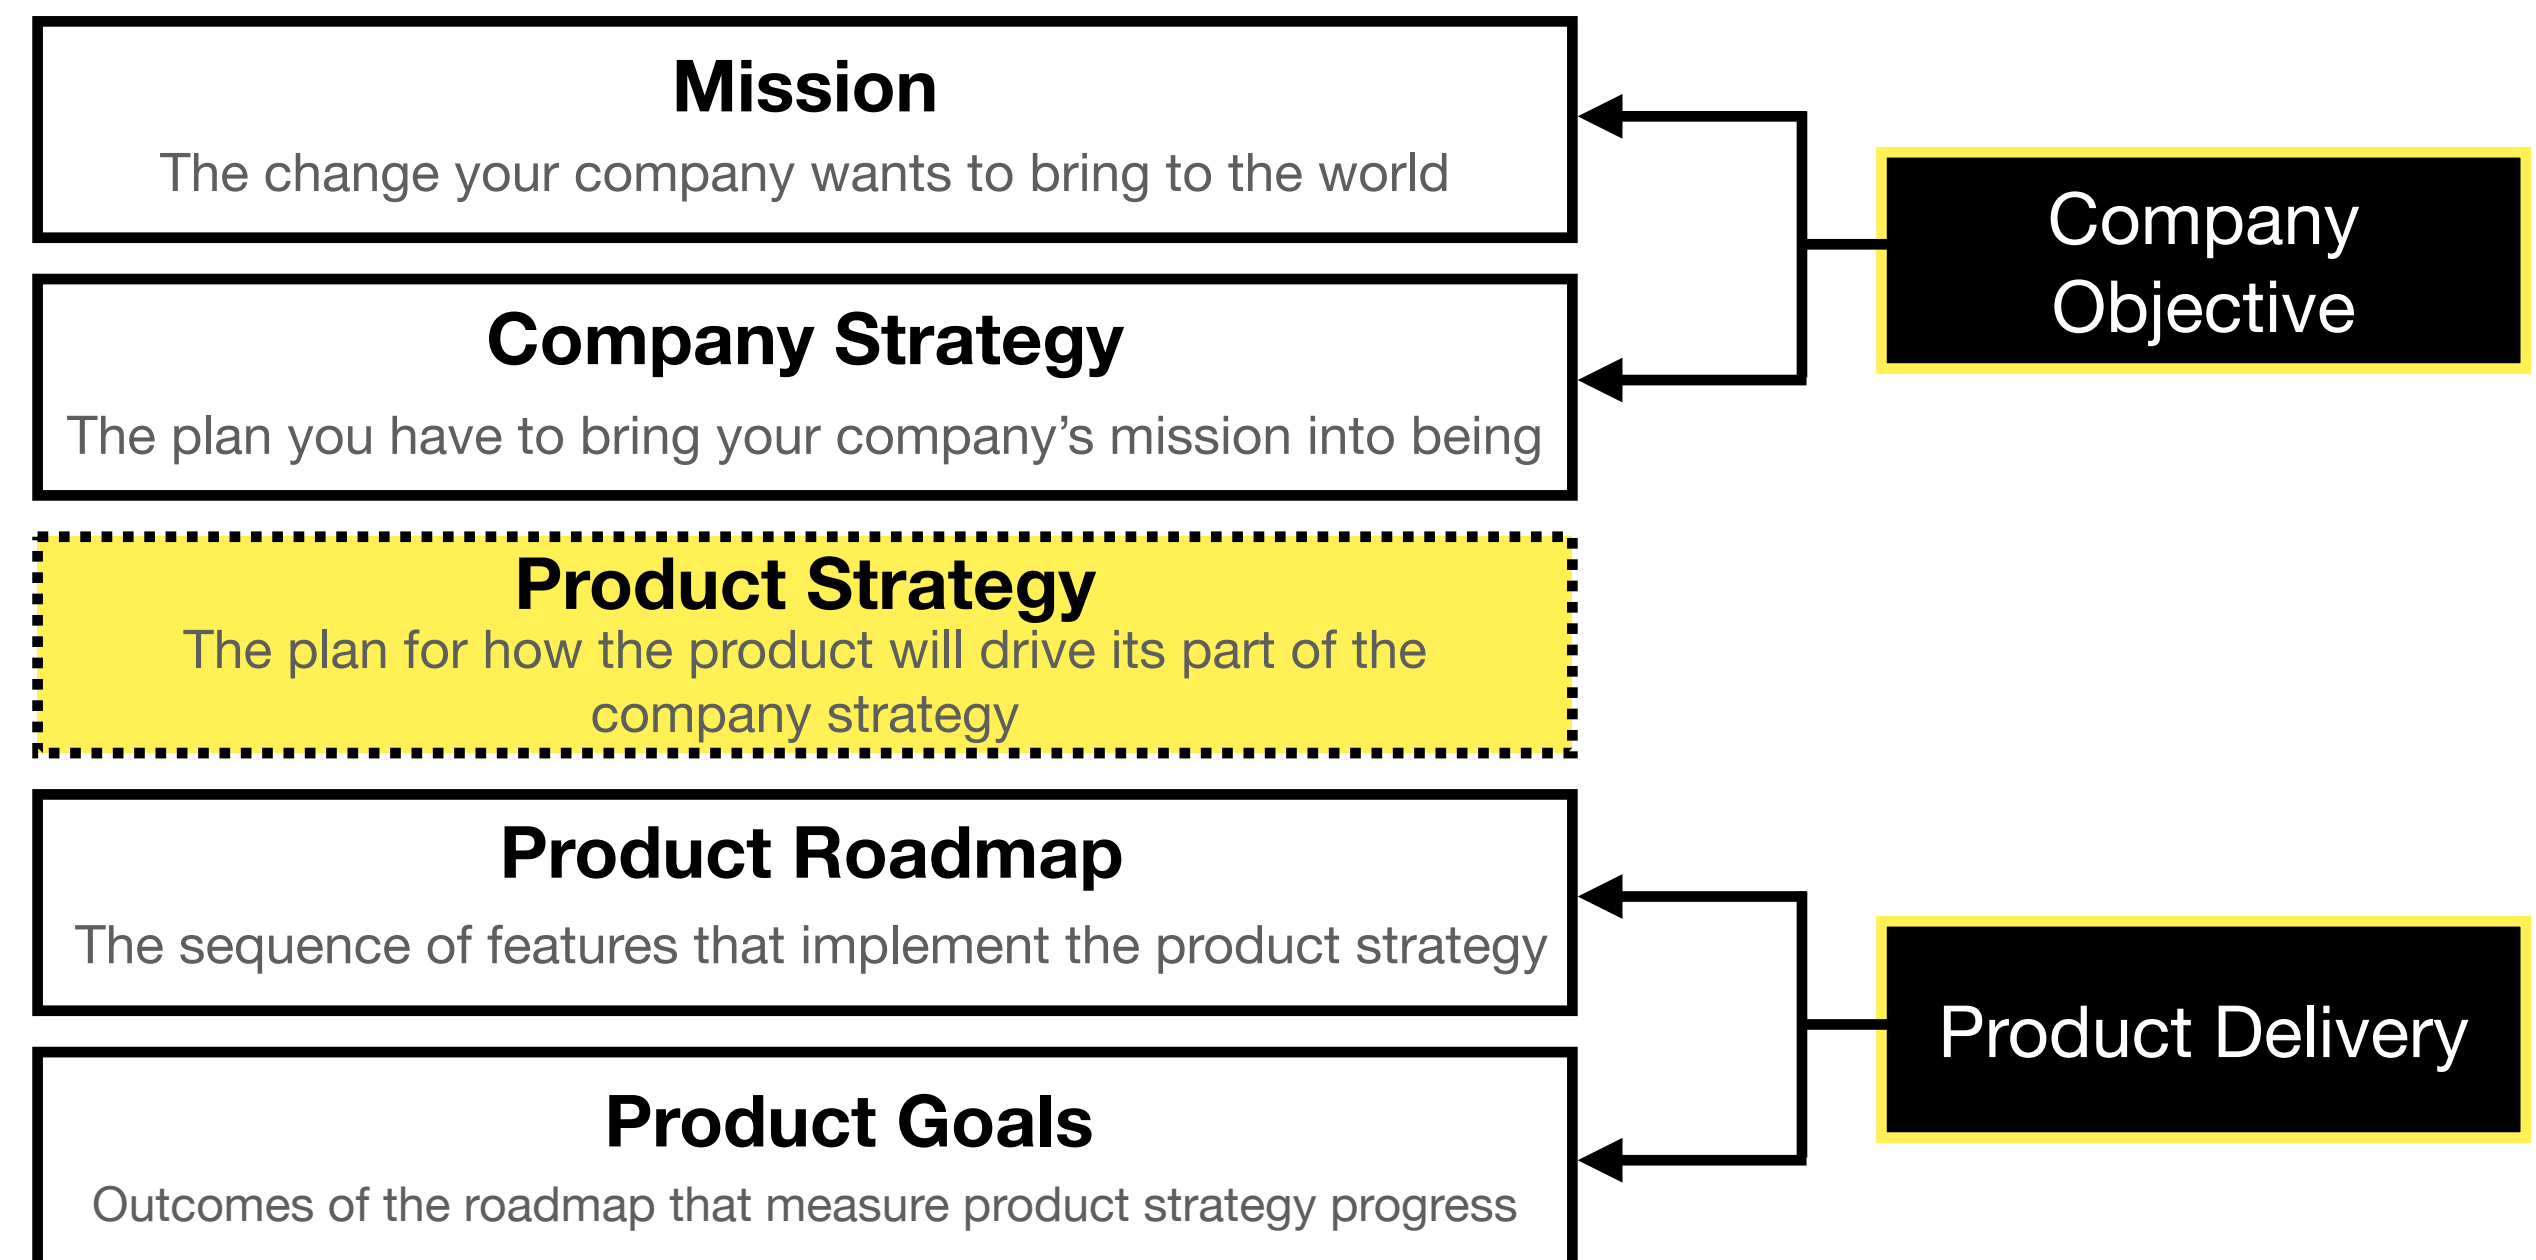 Mission
The change your company wants to bring to the world
Company
Objective
Company Strategy
The plan you have to bring your company’s mission into being
Product Strategy
The plan for how the product will drive its part of the
company strategy
Product Roadmap
The sequence of features that implement the product strategy
Product Delivery
Product Goals
Outcomes of the roadmap that measure product strategy progress